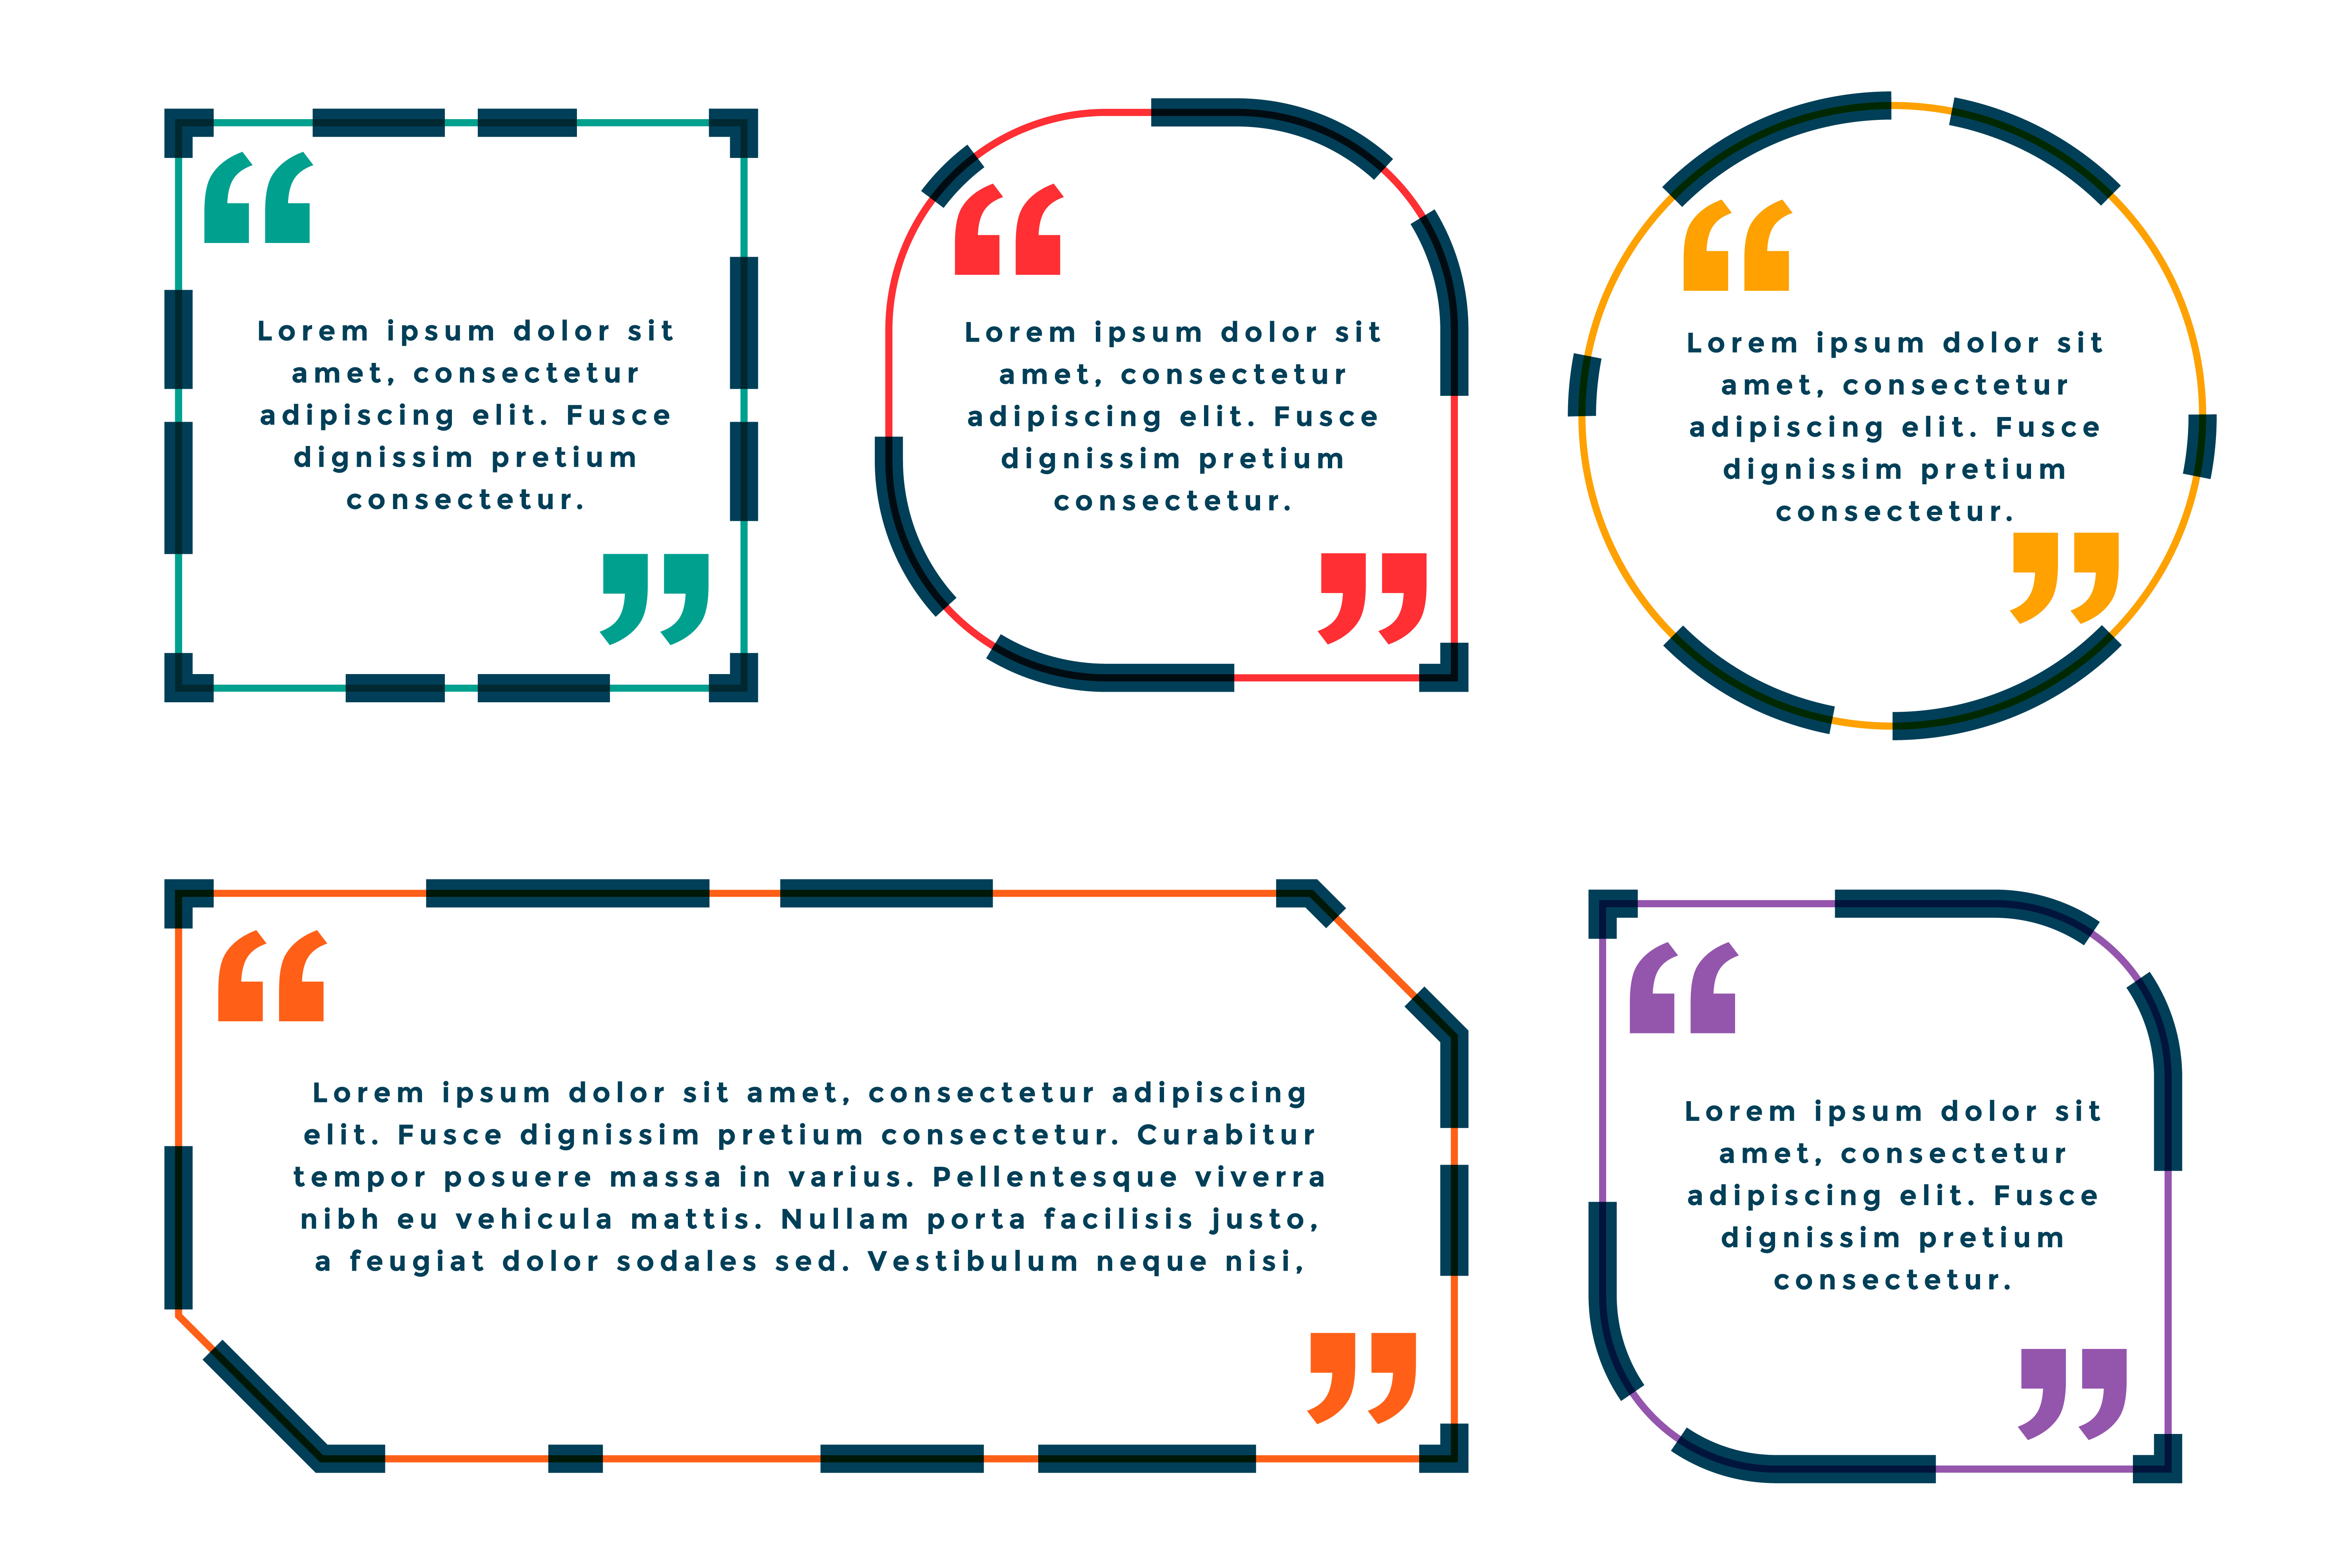 “
Lorem ipsum dolor sit
amet, consectetur
adipiscing elit. Fusce
dignissim pretium
consectetur.
”
“
Lorem ipsum dolor sit
amet, consectetur
adipiscing elit. Fusce
dignissim pretium
consectetur.
”
“
Lorem ipsum dolor sit
amet, consectetur
adipiscing elit. Fusce
dignissim pretium
consectetur.
”
“
Lorem ipsum dolor sit amet, consectetur adipiscing
elit. Fusce dignissim pretium consectetur. Curabitur
tempor posuere massa in varius. Pellentesque viverra
nibh eu vehicula mattis. Nullam porta facilisis justo,
a feugiat dolor sodales sed. Vestibulum neque nisi,
”
“
Lorem ipsum dolor sit
amet, consectetur
adipiscing elit. Fusce
dignissim pretium
consectetur.
”